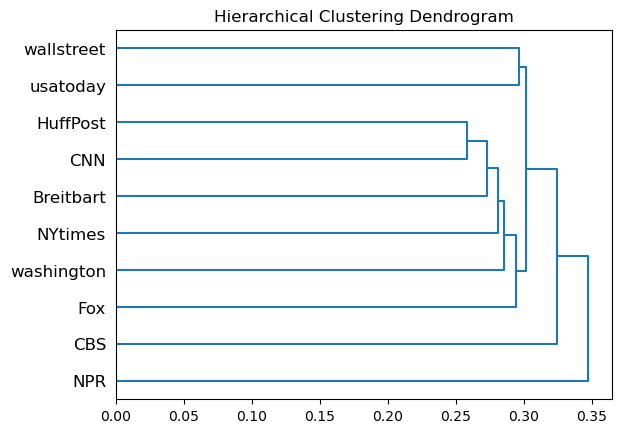 Hierarchical Clustering Dendrogram
wallstreet
usatoday
HuffPost
CNN
Breitbart
NYtimes
washington
Fox
CBS
NPR
0.00 0.05 0.10 0.15 0.20 0.25 0.30 0.35